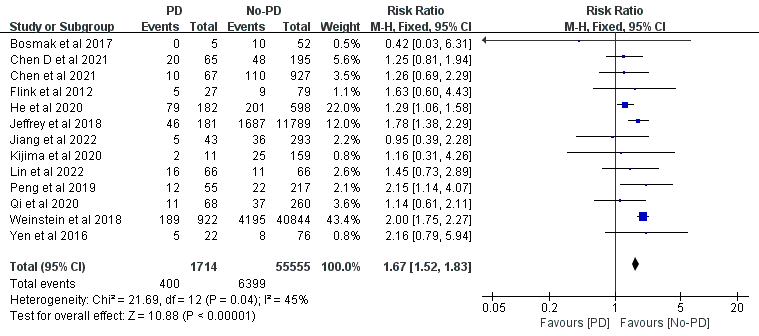 PD No-PD Risk Ratio Risk Ratio
Study or Subgroup Events Total Events Total Weight M-H, Fixed, 95% CI M-H, Fixed, 95% CI
Bosmak et al 2017 0 5 10 52 0.5% 0.42 [0.03, 6.31]
Chen D et al 2021 20 65 48 195 5.5% 1.25 [0.81, 1.94]
Chen et al 2021 10 67 110 927 3.4% 1.26 [0.69, 2.29]
Flink et al 2012 5 27 9 79 1.0% 1.63 [0.60, 4.43]
He et al 2020 79 182 201 598 22.0% 1.29 [1.06, 1.58]
Jeffrey et al 2018 46 181 1687 11789 12.0% 1.78 [1.38, 2.29]
Jiang et al 2022 5 43 36 293 2.1% 0.95 [0.39, 2.28]
Kijima et al 2020 2 11 25 159 0.7% 1.16 [0.31, 4.26]
Lin et al 2022 16 66 11 66 2.6% 1.45 [0.73, 2.89]
Peng et al 2019 12 55 22 217 2.1% 2.15 [1.14, 4.07]
Qi et al 2020 11 68 37 260 3.6% 1.14 [0.61, 2.11]
Weinstein et al 2018 189 922 4195 40844 43.4% 2.00 [1.75, 2.27]
Yen et al 2016 5 22 8 76 0.8% 2.16 [0.79, 5.94]
Total (95% CI) 1714 55555 100.0% 1.67 [1.52, 1.83]
Total events 400 6399
Heterogeneity: Chi² = 21.69, df = 12 (P = 0.04); I² = 45%
Test for overall effect: Z = 10.88 (P < 0.00001)
0.05 0.2 1 5 20
Favours [PD] Favours [No-PD]